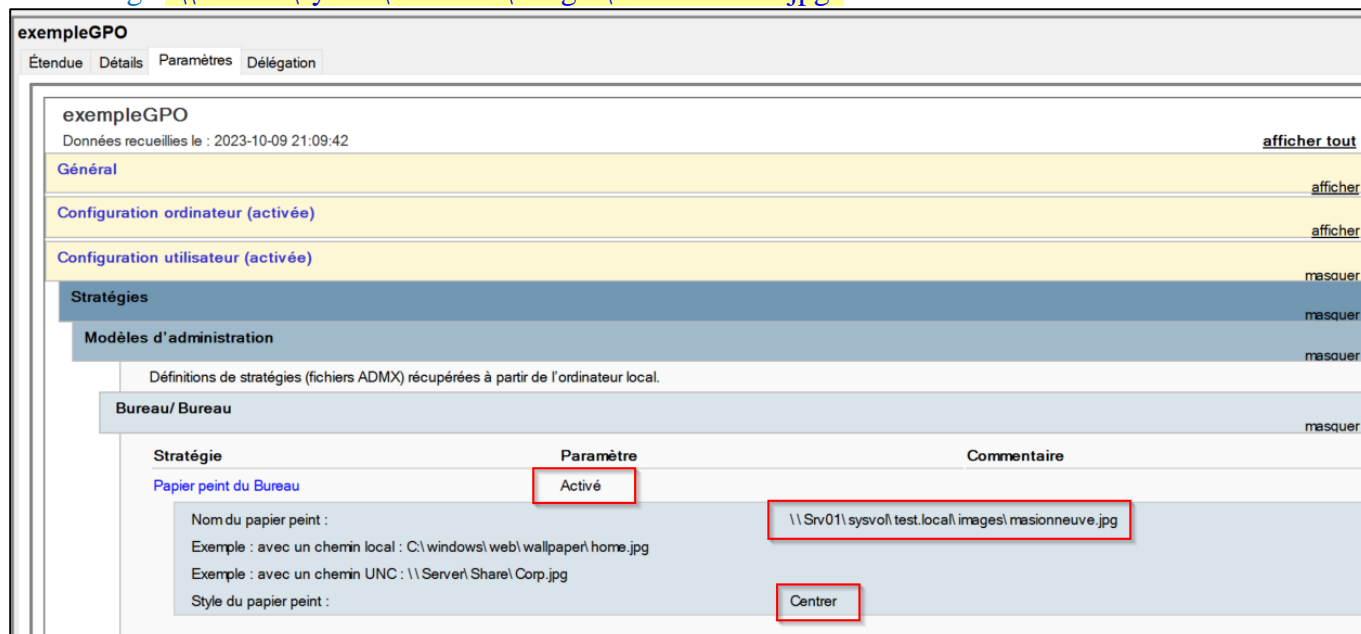 exempleGPO
Étendue Détails Paramètres Délégation
exempleGPO
Données recueillies le : 2023-10-09 21:09:42 afficher tout
Général
afficher
Configuration ordinateur (activée)
afficher
Configuration utilisateur (activée)
masquer
Stratégies
masquer
Modèles d'administration
masquer
Définitions de stratégies (fichiers ADMX) récupérées à partir de l'ordinateur local.
Bureau/ Bureau
masquer
Stratégie Paramètre Commentaire
Papier peint du Bureau Activé
Nom du papier peint : \\Srv01\sysvol\test.local\images\masionneuve.jpg
Exemple : avec un chemin local : C:\windows\web\wallpaper\home.jpg
Exemple : avec un chemin UNC : \\Server\Share\Corp.jpg
Style du papier peint : Centrer